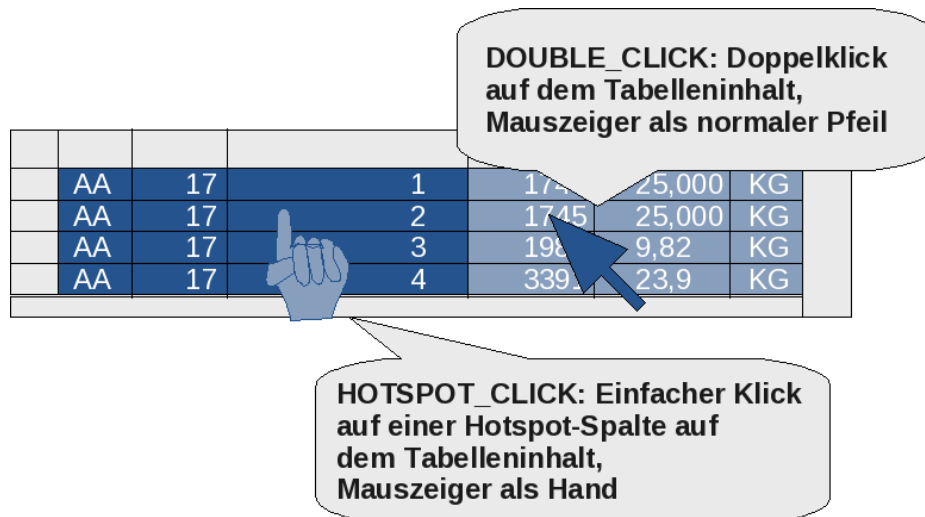 DOUBLE_CLICK: Doppelklick
auf dem Tabelleninhalt,
Mauszeiger als normaler Pfeil
AA 17 1 25,000 KG
AA 17 2 1745 25,000 KG
AA 17 3 9,82 KG
AA 17 4 23,9 KG
HOTSPOT_CLICK: Einfacher Klick
auf einer Hotspot-Spalte auf
dem Tabelleninhalt,
Mauszeiger als Hand